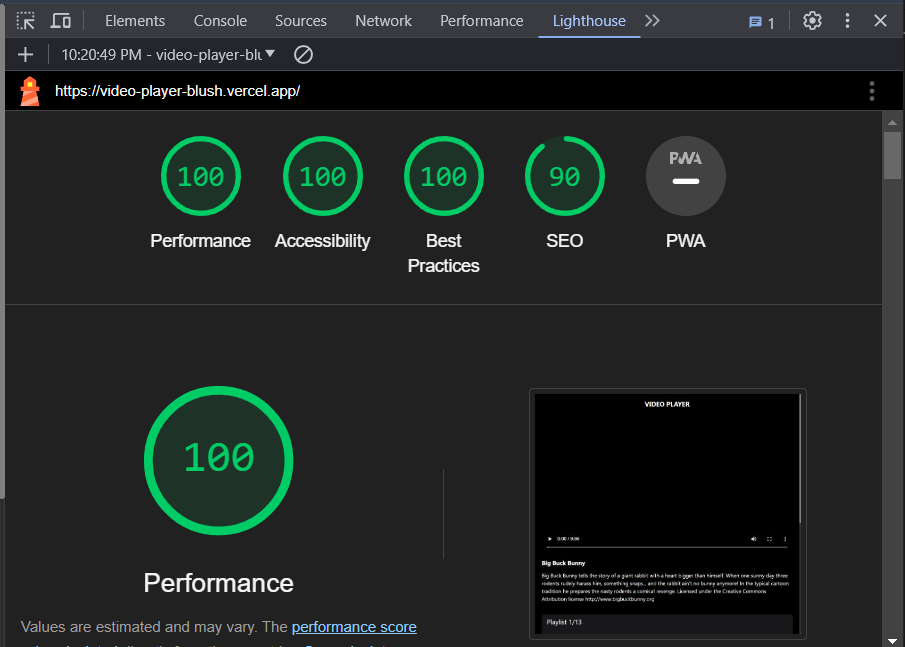 Elements Console Sources Network Performance Lighthouse 1
10:20:49 PM - video-player-blu
https://video-player-blush.vercel.app/
100 100 100 90 PWA
Performance Accessibility Best Practices SEO PWA
100
Performance
Values are estimated and may vary. The performance score
VIDEO PLAYER
0:00 / 9:56
Big Buck Bunny
Big Buck Bunny tells the story of a giant rabbit with a heart bigger than himself. When one sunny day three
rodents rudely harass him, something snaps... and the rabbit ain't no bunny anymore! In the typical cartoon
tradition he prepares the nasty rodents a comical revenge. Licensed under the Creative Commons
Attribution license http://www.bigbuckbunny.org
Playlist 1/13